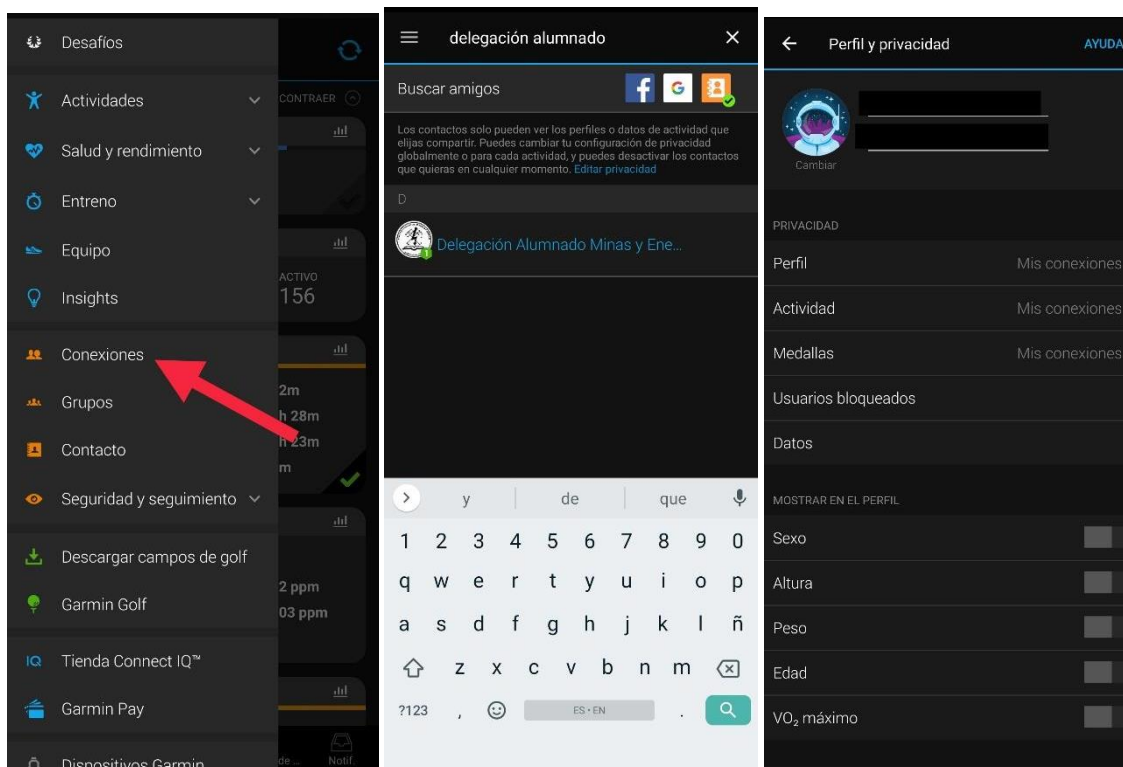 Desafíos
CONTRAER
Actividades
Salud y rendimiento
Entreno
Equipo
ACTIVO
156
Insights
Conexiones
2m
Grupos
h 28m
h 23m
Contacto
m
Seguridad y seguimiento
Descargar campos de golf
2 ppm
Garmin Golf
03 ppm
Tienda Connect IQ™
IQ
Garmin Pay
Dispositivos Garmin
de ...
Notif.
delegación alumnado
Buscar amigos
Los contactos solo pueden ver los perfiles o datos de actividad que
elijas compartir. Puedes cambiar tu configuración de privacidad
globalmente o para cada actividad, y puedes desactivar los contactos
que quieras en cualquier momento. Editar privacidad
D
Delegación Alumnado Minas y Ene...
y de que
1 2 3 4 5 6 7 8 9 0
q w e r t y u i o p
a s d f g h j k l ñ
z x c v b n m
?123 , ES • EN .
Perfil y privacidad AYUDA
Cambiar
PRIVACIDAD
Perfil Mis conexiones
Actividad Mis conexiones
Medallas Mis conexiones
Usuarios bloqueados
Datos
MOSTRAR EN EL PERFIL
Sexo
Altura
Peso
Edad
VO₂ máximo